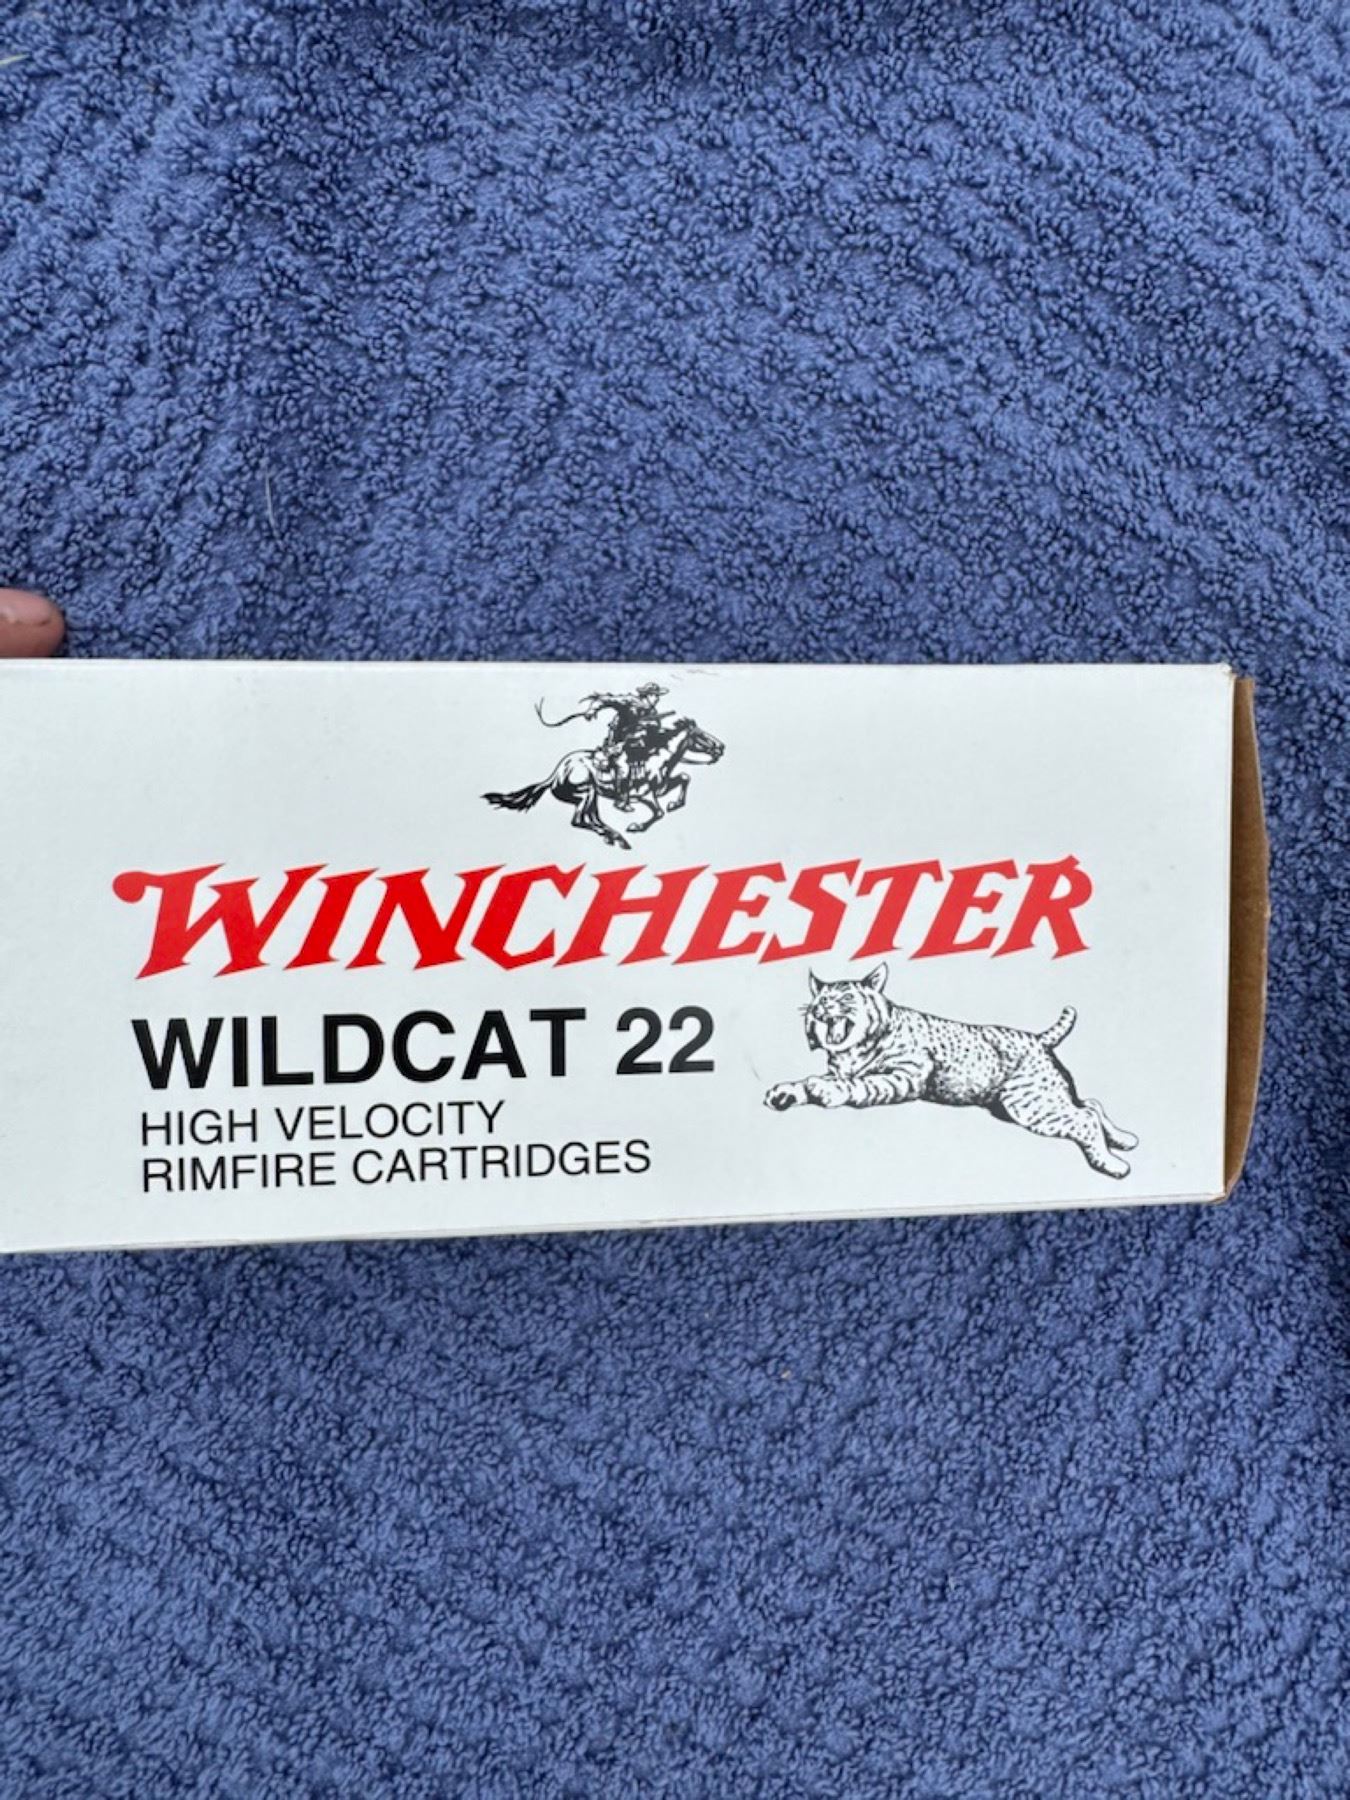 WINCHESTER
WILDCAT 22
HIGH VELOCITY
RIMFIRE CARTRIDGES